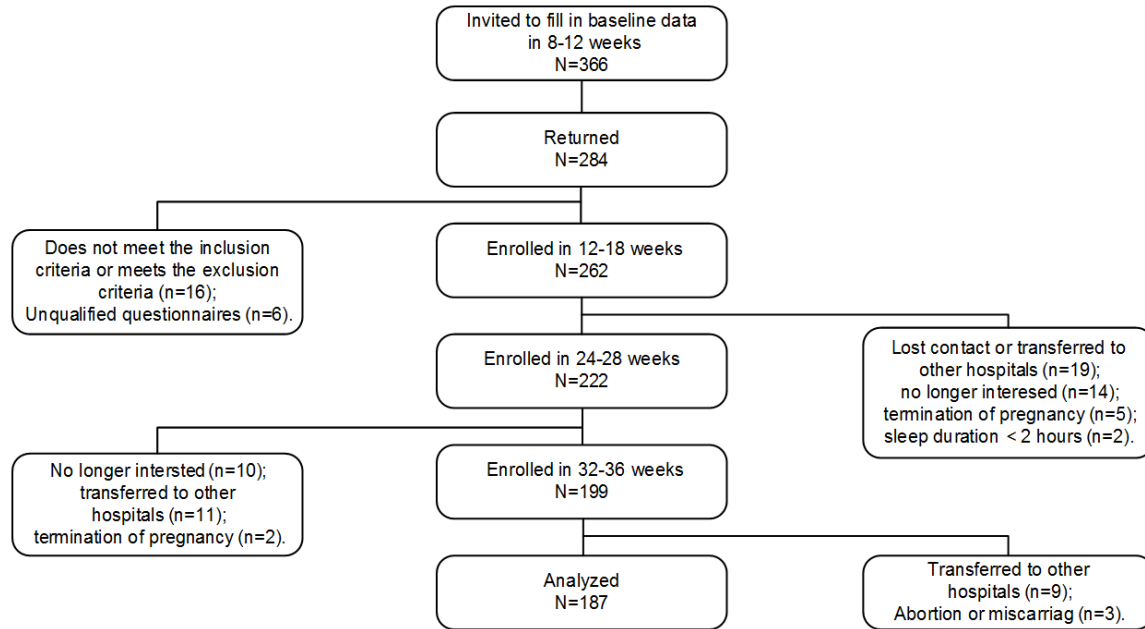 Invited to fill in baseline data
in 8-12 weeks
N=366
Returned
N=284
Does not meet the inclusion
criteria or meets the exclusion
criteria (n=16);
Unqualified questionnaires (n=6).
Enrolled in 12-18 weeks
N=262
Lost contact or transferred to
other hospitals (n=19);
no longer interesed (n=14);
termination of pregnancy (n=5);
sleep duration < 2 hours (n=2).
Enrolled in 24-28 weeks
N=222
No longer intersted (n=10);
transferred to other
hospitals (n=11);
termination of pregnancy (n=2).
Enrolled in 32-36 weeks
N=199
Transferred to other
hospitals (n=9);
Abortion or miscarriag (n=3).
Analyzed
N=187